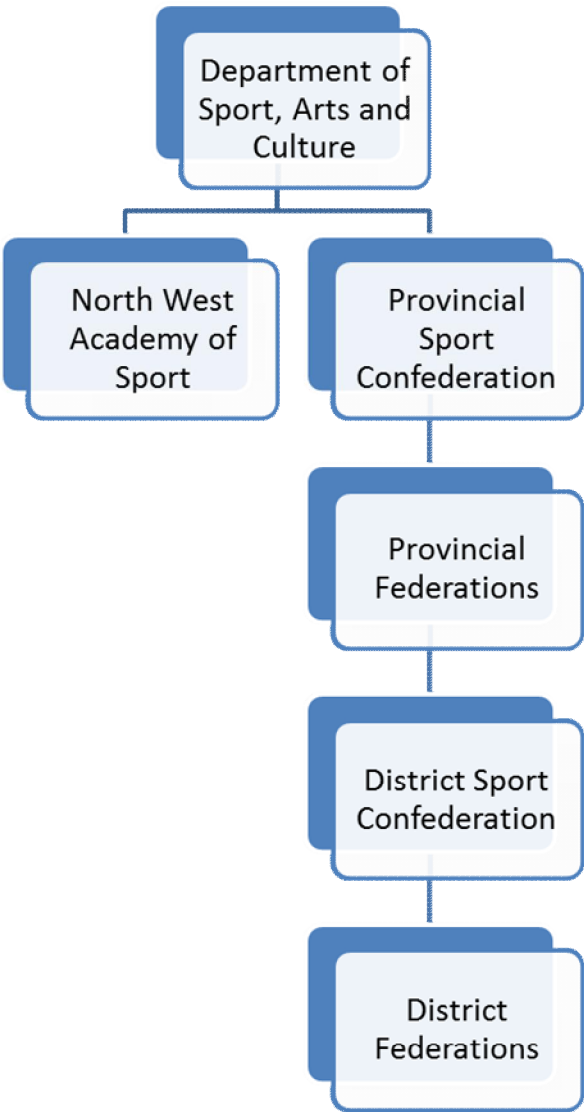 Department of
Sport, Arts and
Culture
North West
Academy of
Sport
Provincial
Sport
Confederation
Provincial
Federations
District Sport
Confederation
District
Federations